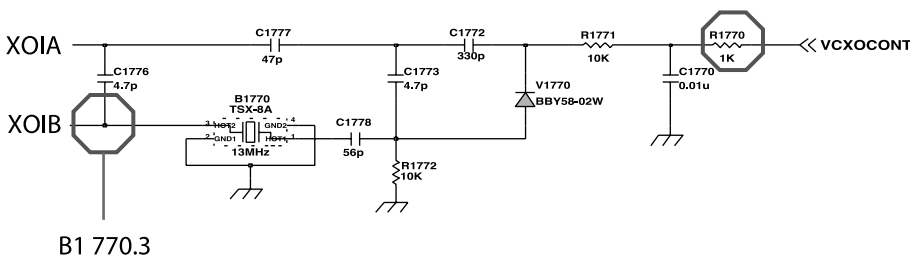 XOIA
C1777
47p
C1772
330p
R1771
10K
R1770
1K
VCXOCONT
C1776
4.7p
C1773
4.7p
V1770
BBY58-02W
C1770
0.01u
XOIB
B1770
TSX-8A
3 HOT2 GND2 4
2 GND1 HOT1 1
13MHz
C1778
56p
R1772
10K
B1 770.3